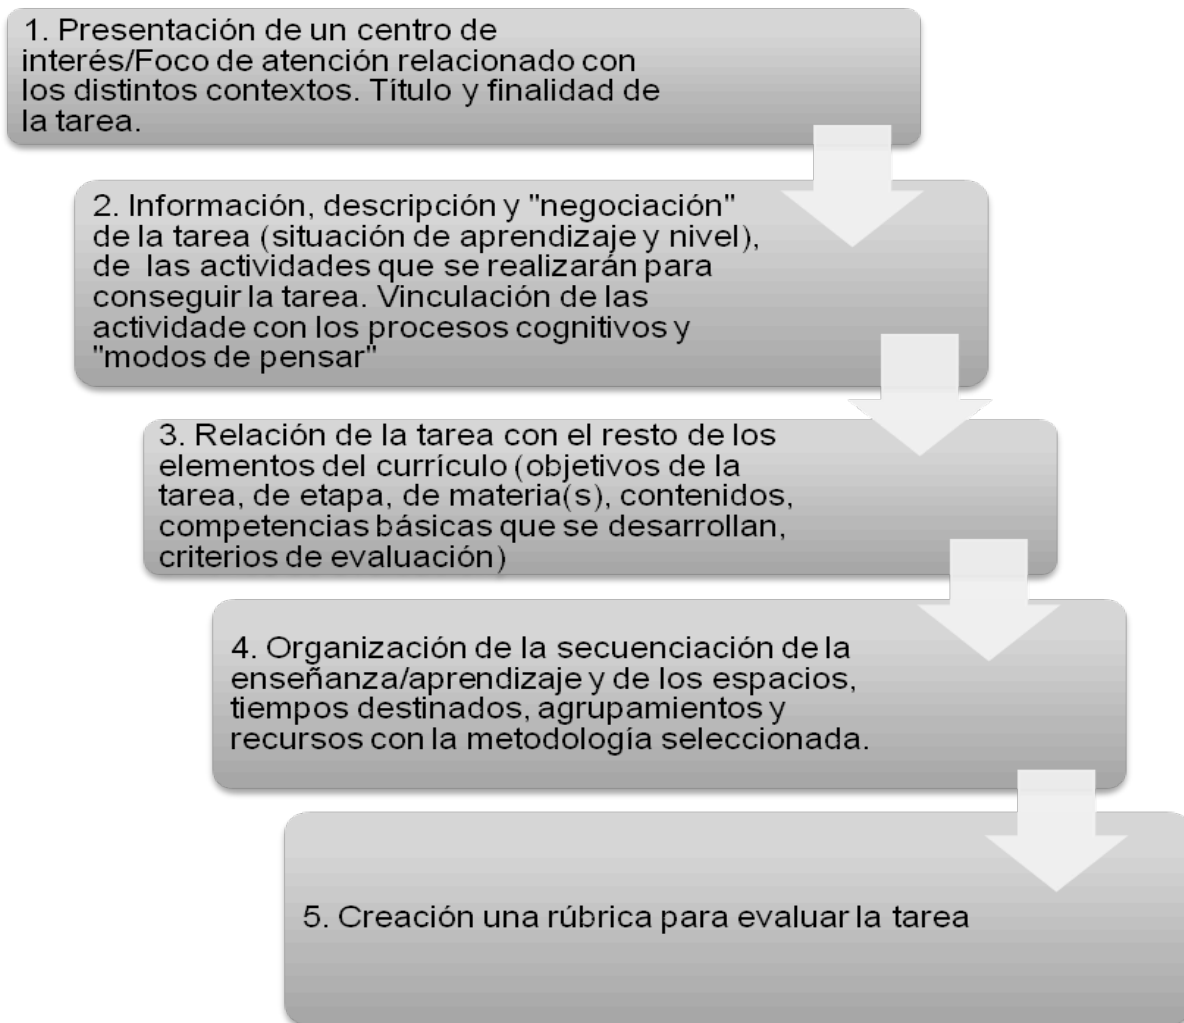 1. Presentación de un centro de
interés/Foco de atención relacionado con
los distintos contextos. Título y finalidad de
la tarea.
2. Información, descripción y "negociación"
de la tarea (situación de aprendizaje y nivel),
de las actividades que se realizarán para
conseguir la tarea. Vinculación de las
actividade con los procesos cognitivos y
"modos de pensar"
3. Relación de la tarea con el resto de los
elementos del currículo (objetivos de la
tarea, de etapa, de materia(s), contenidos,
competencias básicas que se desarrollan,
criterios de evaluación)
4. Organización de la secuenciación de la
enseñanza/aprendizaje y de los espacios,
tiempos destinados, agrupamientos y
recursos con la metodología seleccionada.
5. Creación una rúbrica para evaluar la tarea